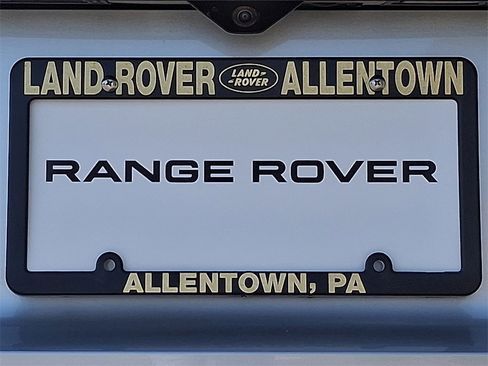 LAND ROVER LAND ROVER ALLENTOWN
RANGE ROVER
ALLENTOWN, PA